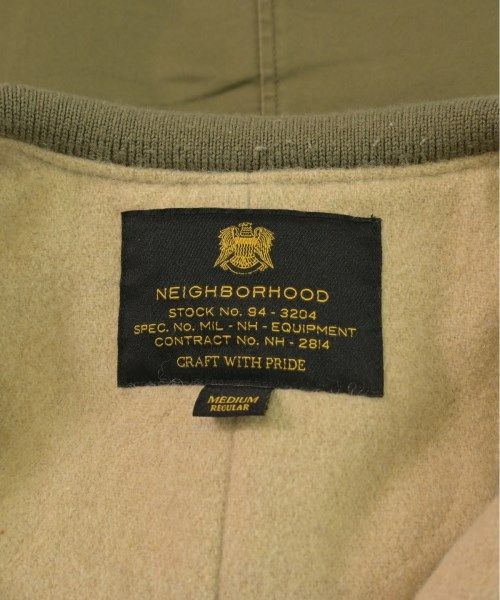 NEIGHBORHOOD
STOCK No. 94 - 3204
SPEC. No. MIL - NH - EQUIPMENT
CONTRACT No. NH - 2814
CRAFT WITH PRIDE
MEDIUM
REGULAR